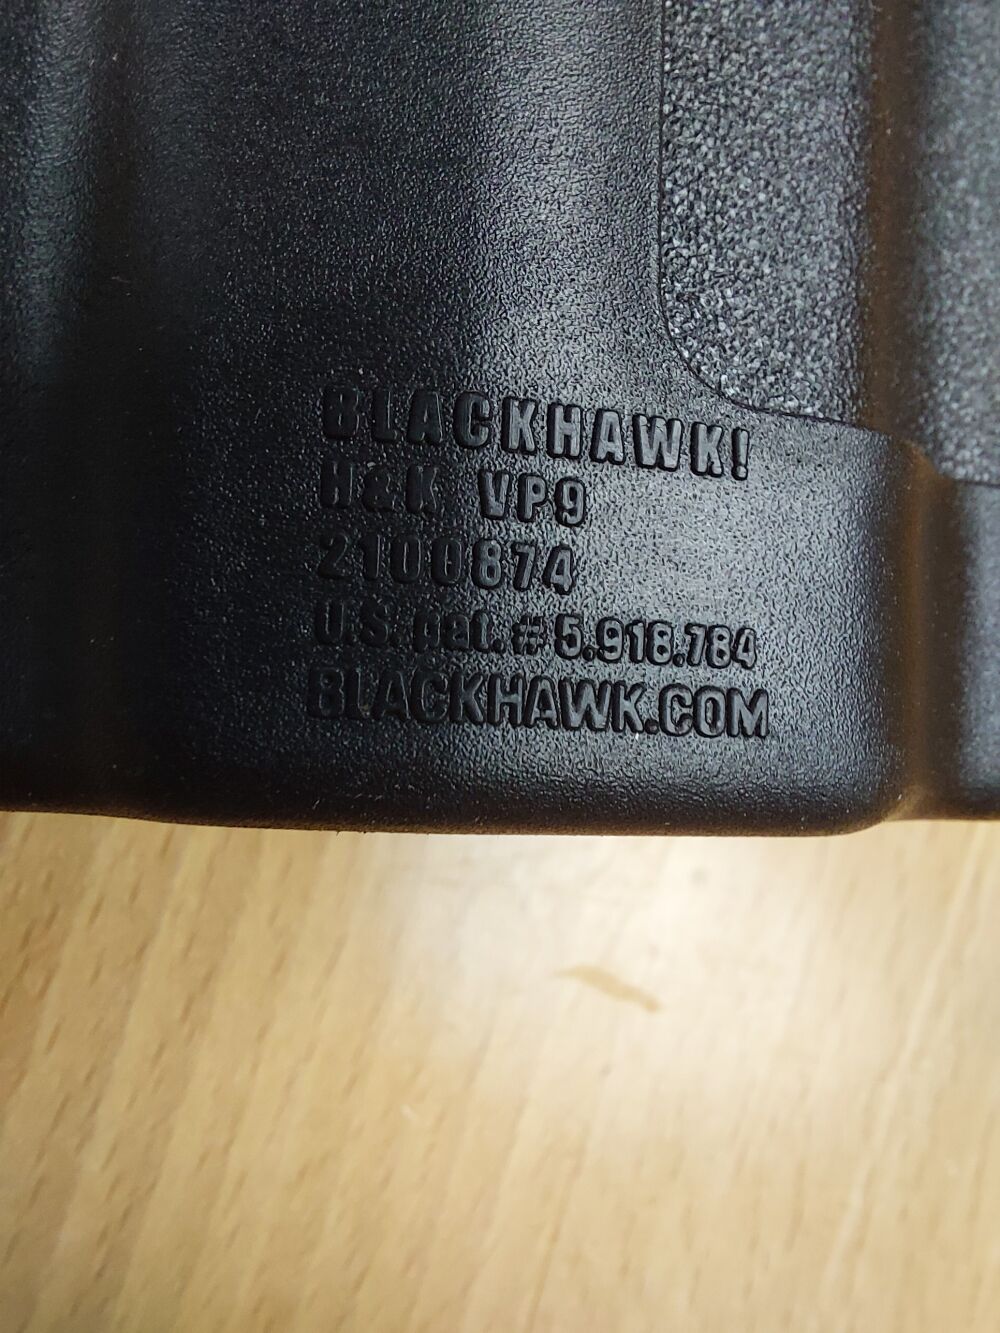 BLACKHAWK!
H&K VP9
2100874
U.S. pat. # 5,918,784
BLACKHAWK.COM